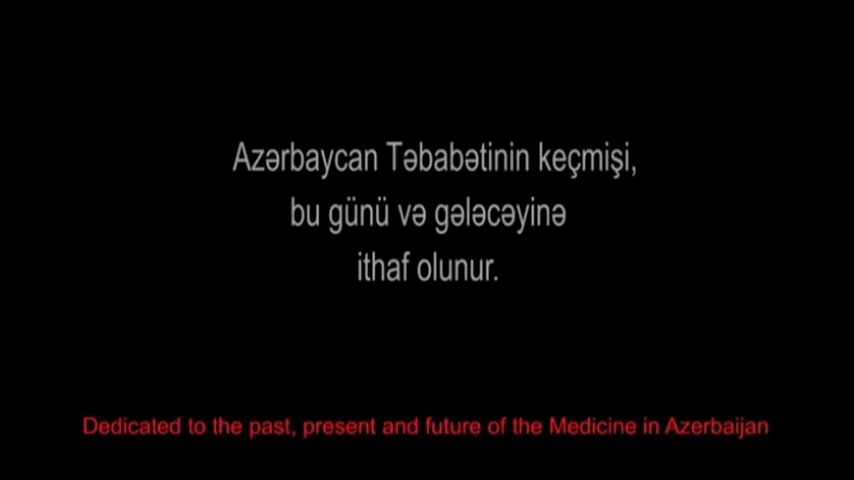 Azərbaycan Təbabətinin keçmişi,
bu günü və gələcəyinə
ithaf olunur.
Dedicated to the past, present and future of the Medicine in Azerbaijan